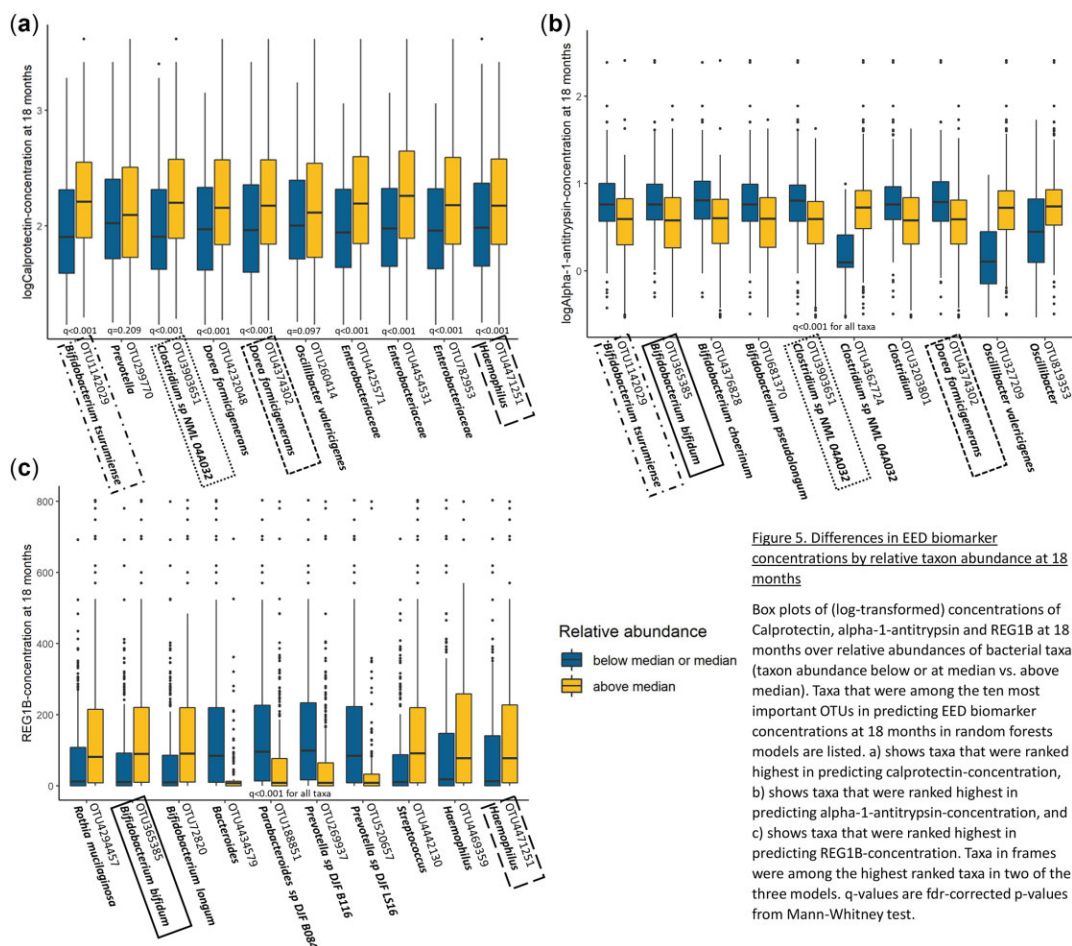 (a)
logCalprotectin-concentration at 18 months
3
2
q<0.001 q=0.209 q<0.001 q<0.001 q<0.001 q=0.097 q<0.001 q<0.001 q<0.001 q<0.001
OTU1142029
Bifidobacterium tsurumiense
OTU299770
Prevotella
OTU3903651
Clostridium sp NML 04A032
OTU4232048
Dorea formicigenerans
OTU4374302
Dorea formicigenerans
OTU260414
Oscillibacter valericigenes
OTU4425571
Enterobacteriaceae
OTU4454531
Enterobacteriaceae
OTU782953
Enterobacteriaceae
OTU4471251
Haemophilus
(b)
logAlpha-1-antitrypsin-concentration at 18 months
2
1
0
q<0.001 for all taxa
OTU1142029
Bifidobacterium tsurumiense
OTU365385
Bifidobacterium bifidum
OTU4376828
Bifidobacterium choerinum
OTU681370
Bifidobacterium pseudolongum
OTU3903651
Clostridium sp NML 04A032
OTU4362724
Clostridium sp NML 04A032
OTU3203801
Clostridium
OTU4374302
Dorea formicigenerans
OTU327209
Oscillibacter valericigenes
OTU819353
Oscillibacter
(c)
REG1B-concentration at 18 months
800
600
400
200
0
q<0.001 for all taxa
OTU4294457
Rothia mucilaginosa
OTU365385
Bifidobacterium bifidum
OTU72820
Bifidobacterium longum
OTU4434579
Bacteroides
OTU188851
Parabacteroides sp DJF B084
OTU269937
Prevotella sp DJF B116
OTU520657
Prevotella sp DJF LS16
OTU4442130
Streptococcus
OTU4469359
Haemophilus
OTU4471251
Haemophilus
Relative abundance
below median or median
above median
Figure 5. Differences in EED biomarker
concentrations by relative taxon abundance at 18
months
Box plots of (log-transformed) concentrations of
Calprotectin, alpha-1-antitrypsin and REG1B at 18
months over relative abundances of bacterial taxa
(taxon abundance below or at median vs. above
median). Taxa that were among the ten most
important OTUs in predicting EED biomarker
concentrations at 18 months in random forests
models are listed. a) shows taxa that were ranked
highest in predicting calprotectin-concentration,
b) shows taxa that were ranked highest in
predicting alpha-1-antitrypsin-concentration, and
c) shows taxa that were ranked highest in
predicting REG1B-concentration. Taxa in frames
were among the highest ranked taxa in two of the
three models. q-values are fdr-corrected p-values
from Mann-Whitney test.